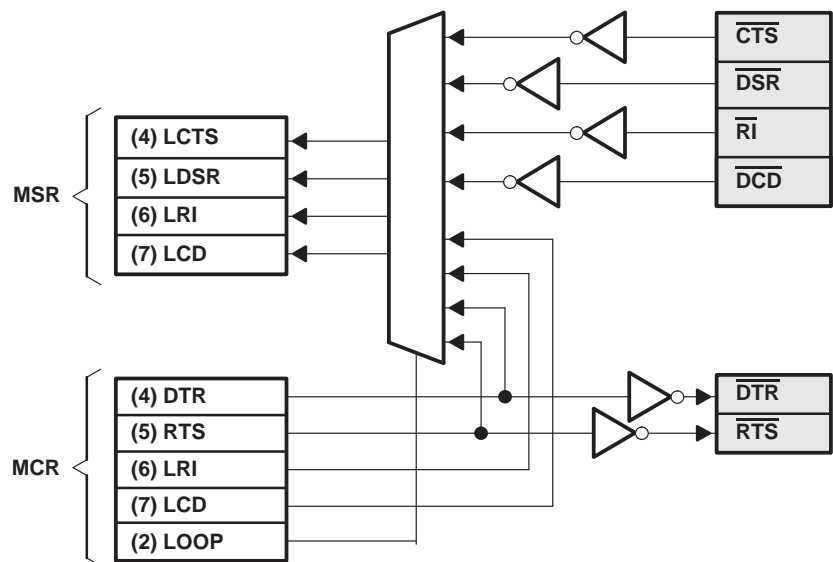 CTS
DSR
RI
DCD
MSR
(4) LCTS
(5) LDSR
(6) LRI
(7) LCD
MCR
(4) DTR
(5) RTS
(6) LRI
(7) LCD
(2) LOOP
DTR
RTS